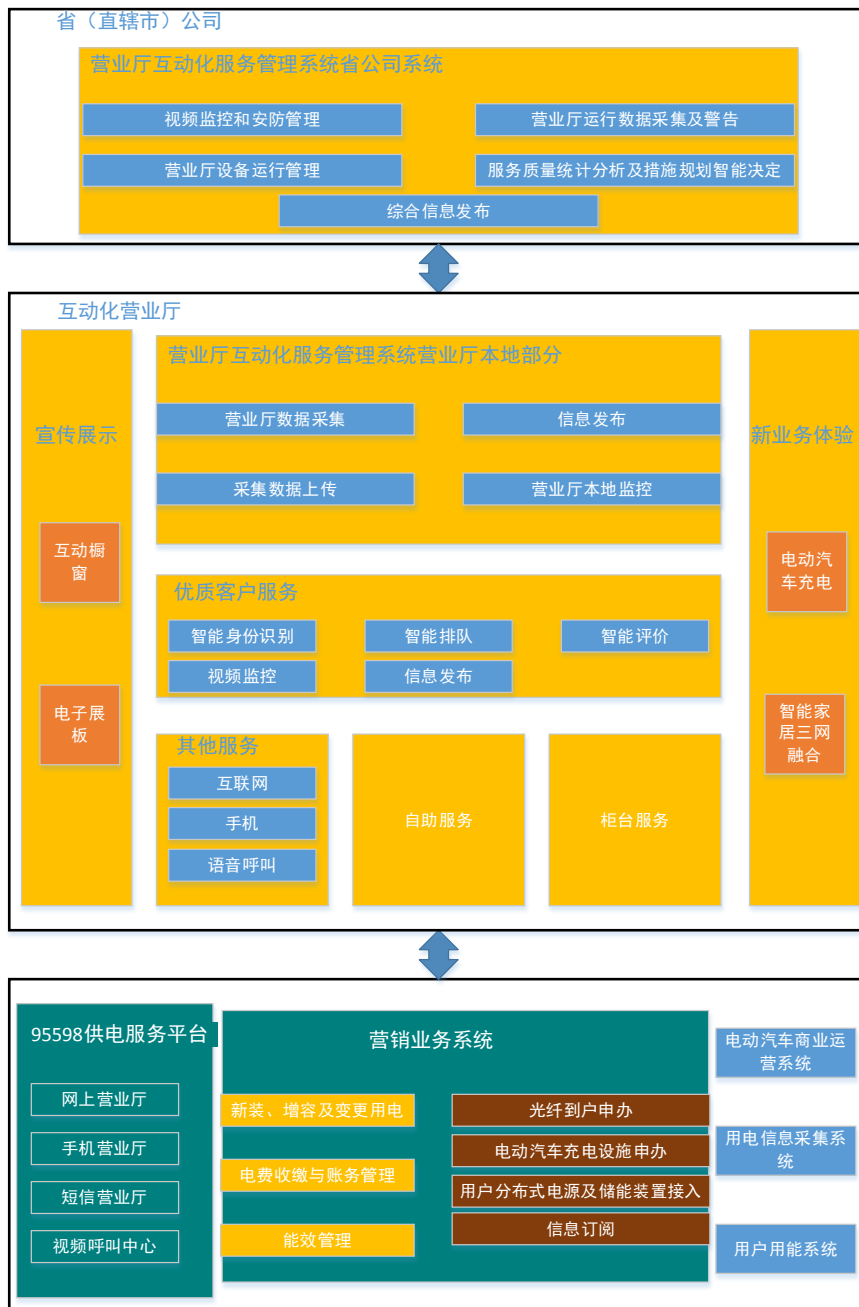 省（直辖市）公司
营业厅互动化服务管理系统省公司系统
视频监控和安防管理
营业厅运行数据采集及警告
营业厅设备运行管理
服务质量统计分析及措施规划智能决定
综合信息发布
互动化营业厅
宣传展示
互动橱
窗
电子展
板
营业厅互动化服务管理系统营业厅本地部分
营业厅数据采集
信息发布
采集数据上传
营业厅本地监控
优质客户服务
智能身份识别
智能排队
智能评价
视频监控
信息发布
其他服务
互联网
手机
语音呼叫
自助服务
柜台服务
新业务体验
电动汽
车充电
智能家
居三网
融合
95598供电服务平台
网上营业厅
手机营业厅
短信营业厅
视频呼叫中心
营销业务系统
新装、增容及变更用电
电费收缴与账务管理
能效管理
光纤到户申办
电动汽车充电设施申办
用户分布式电源及储能装置接入
信息订阅
电动汽车商业运
营系统
用电信息采集系
统
用户用能系统